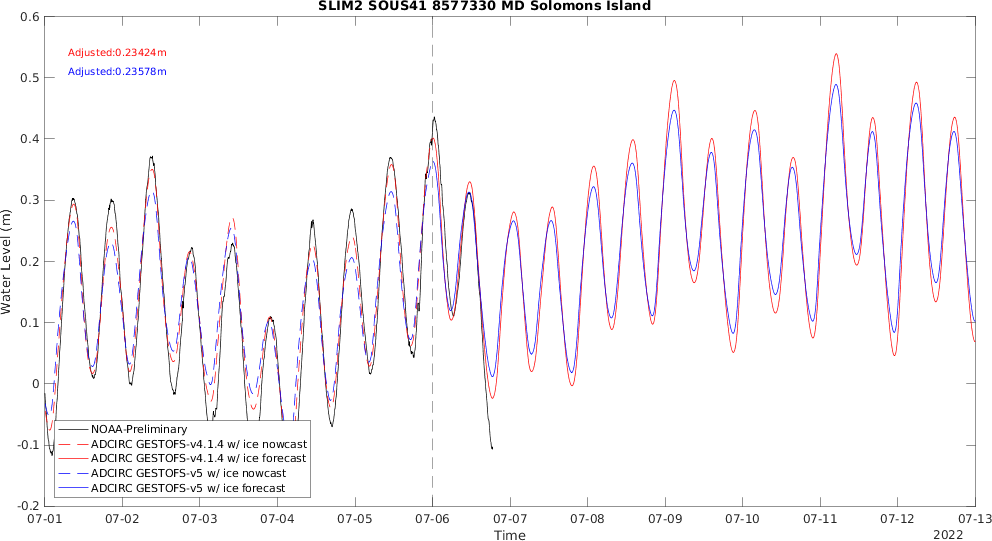 SLIM2 SOUS41 8577330 MD Solomons Island
0.6
0.5
0.4
0.3
0.2
0.1
0
-0.1
-0.2
Water Level (m)
Adjusted:0.23424m
Adjusted:0.23578m
NOAA-Preliminary
ADCIRC GESTOFS-v4.1.4 w/ ice nowcast
ADCIRC GESTOFS-v4.1.4 w/ ice forecast
ADCIRC GESTOFS-v5 w/ ice nowcast
ADCIRC GESTOFS-v5 w/ ice forecast
07-01 07-02 07-03 07-04 07-05 07-06 07-07 07-08 07-09 07-10 07-11 07-12 07-13
Time
2022